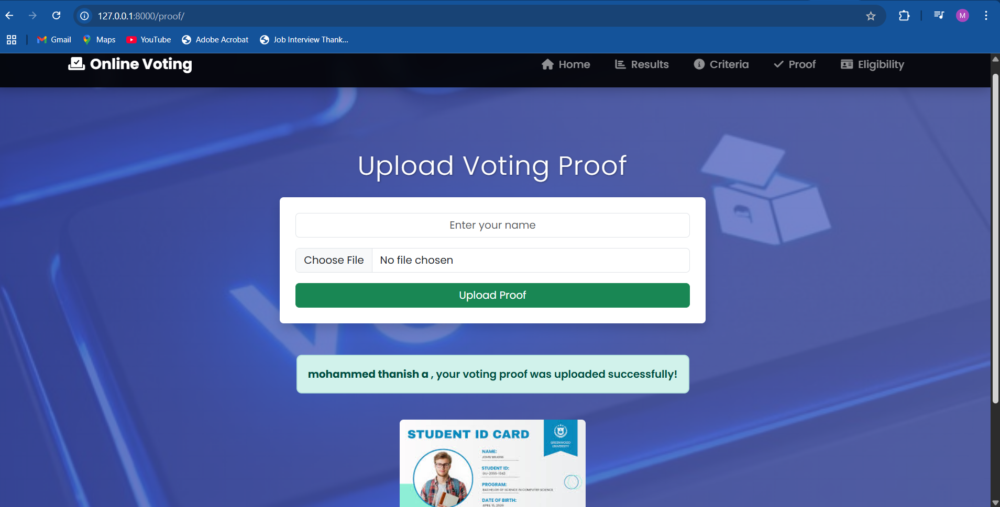 127.0.0.1:8000/proof/
M
Gmail Maps YouTube Adobe Acrobat Job Interview Thank...
Online Voting Home Results Criteria Proof Eligibility
Upload Voting Proof
Enter your name
Choose File No file chosen
Upload Proof
mohammed thanish a , your voting proof was uploaded successfully!
STUDENT ID CARD
GREENWOOD
UNIVERSITY
NAME:
JOHN WILKINS
STUDENT ID:
PROGRAM:
BACHELOR OF SCIENCE IN COMPUTER SCIENCE
DATE OF BIRTH: